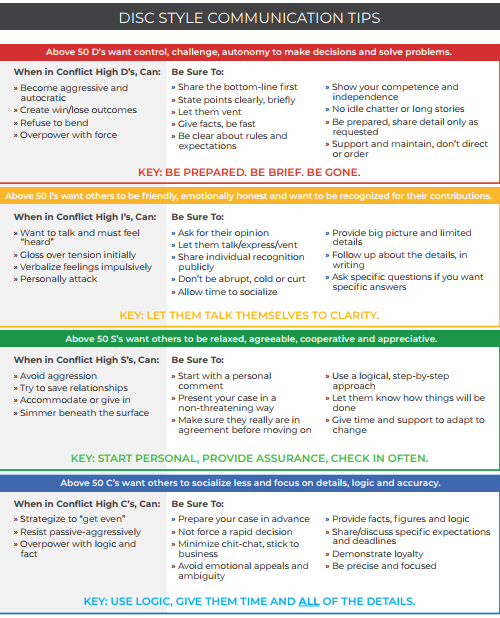 DISC STYLE COMMUNICATION TIPS
Above 50 D's want control, challenge, autonomy to make decisions and solve problems.
When in Conflict High D's, Can:
» Become aggressive and
autocratic
» Create win/lose outcomes
» Refuse to bend
» Overpower with force
Be Sure To:
» Share the bottom-line first
» State points clearly, briefly
» Let them vent
» Give facts, be fast
» Be clear about rules and
expectations
» Show your competence and
independence
» No idle chatter or long stories
» Be prepared, share detail only as
requested
» Support and maintain, don't direct
or order
KEY: BE PREPARED. BE BRIEF. BE GONE.
Above 50 I's want others to be friendly, emotionally honest and want to be recognized for their contributions.
When in Conflict High I's, Can:
» Want to talk and must feel
"heard"
» Gloss over tension initially
» Verbalize feelings impulsively
» Personally attack
Be Sure To:
» Ask for their opinion
» Let them talk/express/vent
» Share individual recognition
publicly
» Don't be abrupt, cold or curt
» Allow time to socialize
» Provide big picture and limited
details
» Follow up about the details, in
writing
» Ask specific questions if you want
specific answers
KEY: LET THEM TALK THEMSELVES TO CLARITY.
Above 50 S's want others to be relaxed, agreeable, cooperative and appreciative.
When in Conflict High S's, Can:
» Avoid aggression
» Try to save relationships
» Accommodate or give in
» Simmer beneath the surface
Be Sure To:
» Start with a personal
comment
» Present your case in a
non-threatening way
» Make sure they really are in
agreement before moving on
» Use a logical, step-by-step
approach
» Let them know how things will be
done
» Give time and support to adapt to
change
KEY: START PERSONAL, PROVIDE ASSURANCE, CHECK IN OFTEN.
Above 50 C's want others to socialize less and focus on details, logic and accuracy.
When in Conflict High C's, Can:
» Strategize to "get even"
» Resist passive-aggressively
» Overpower with logic and
fact
Be Sure To:
» Prepare your case in advance
» Not force a rapid decision
» Minimize chit-chat, stick to
business
» Avoid emotional appeals and
ambiguity
» Provide facts, figures and logic
» Share/discuss specific expectations
and deadlines
» Demonstrate loyalty
» Be precise and focused
KEY: USE LOGIC, GIVE THEM TIME AND ALL OF THE DETAILS.